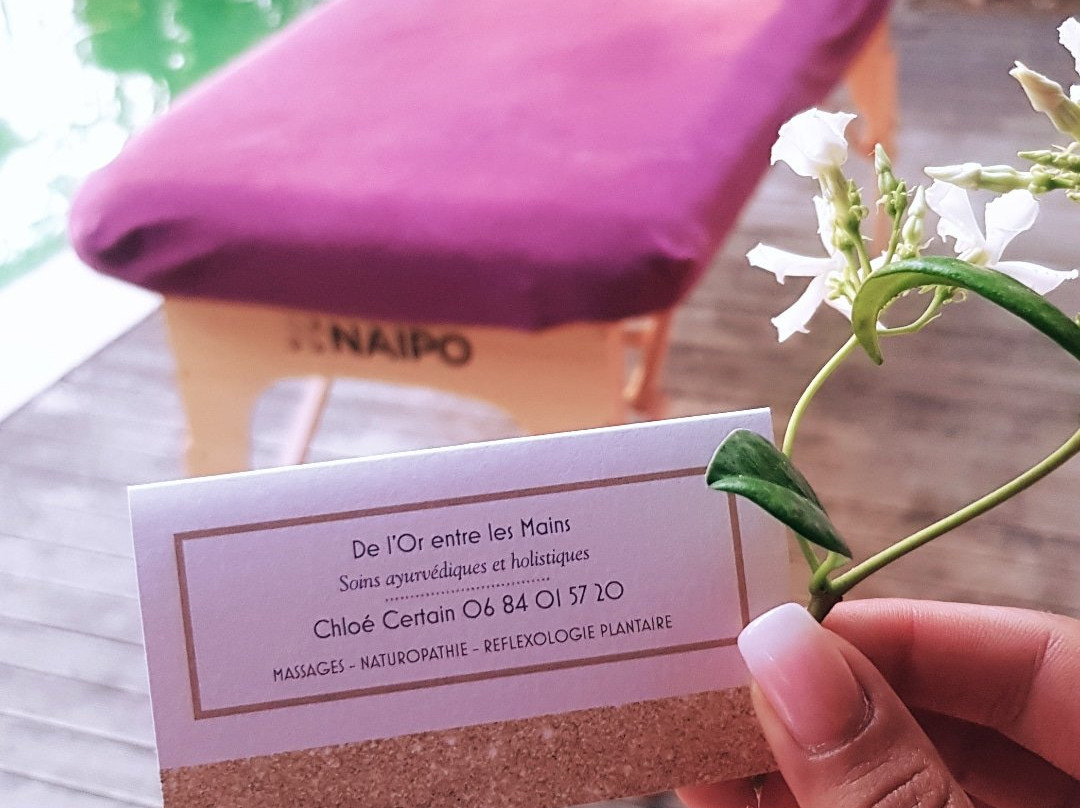 NAIPO
De l'Or entre les Mains
Soins ayurvédiques et holistiques
Chloé Certain 06 84 01 57 20
MASSAGES - NATUROPATHIE - REFLEXOLOGIE PLANTAIRE